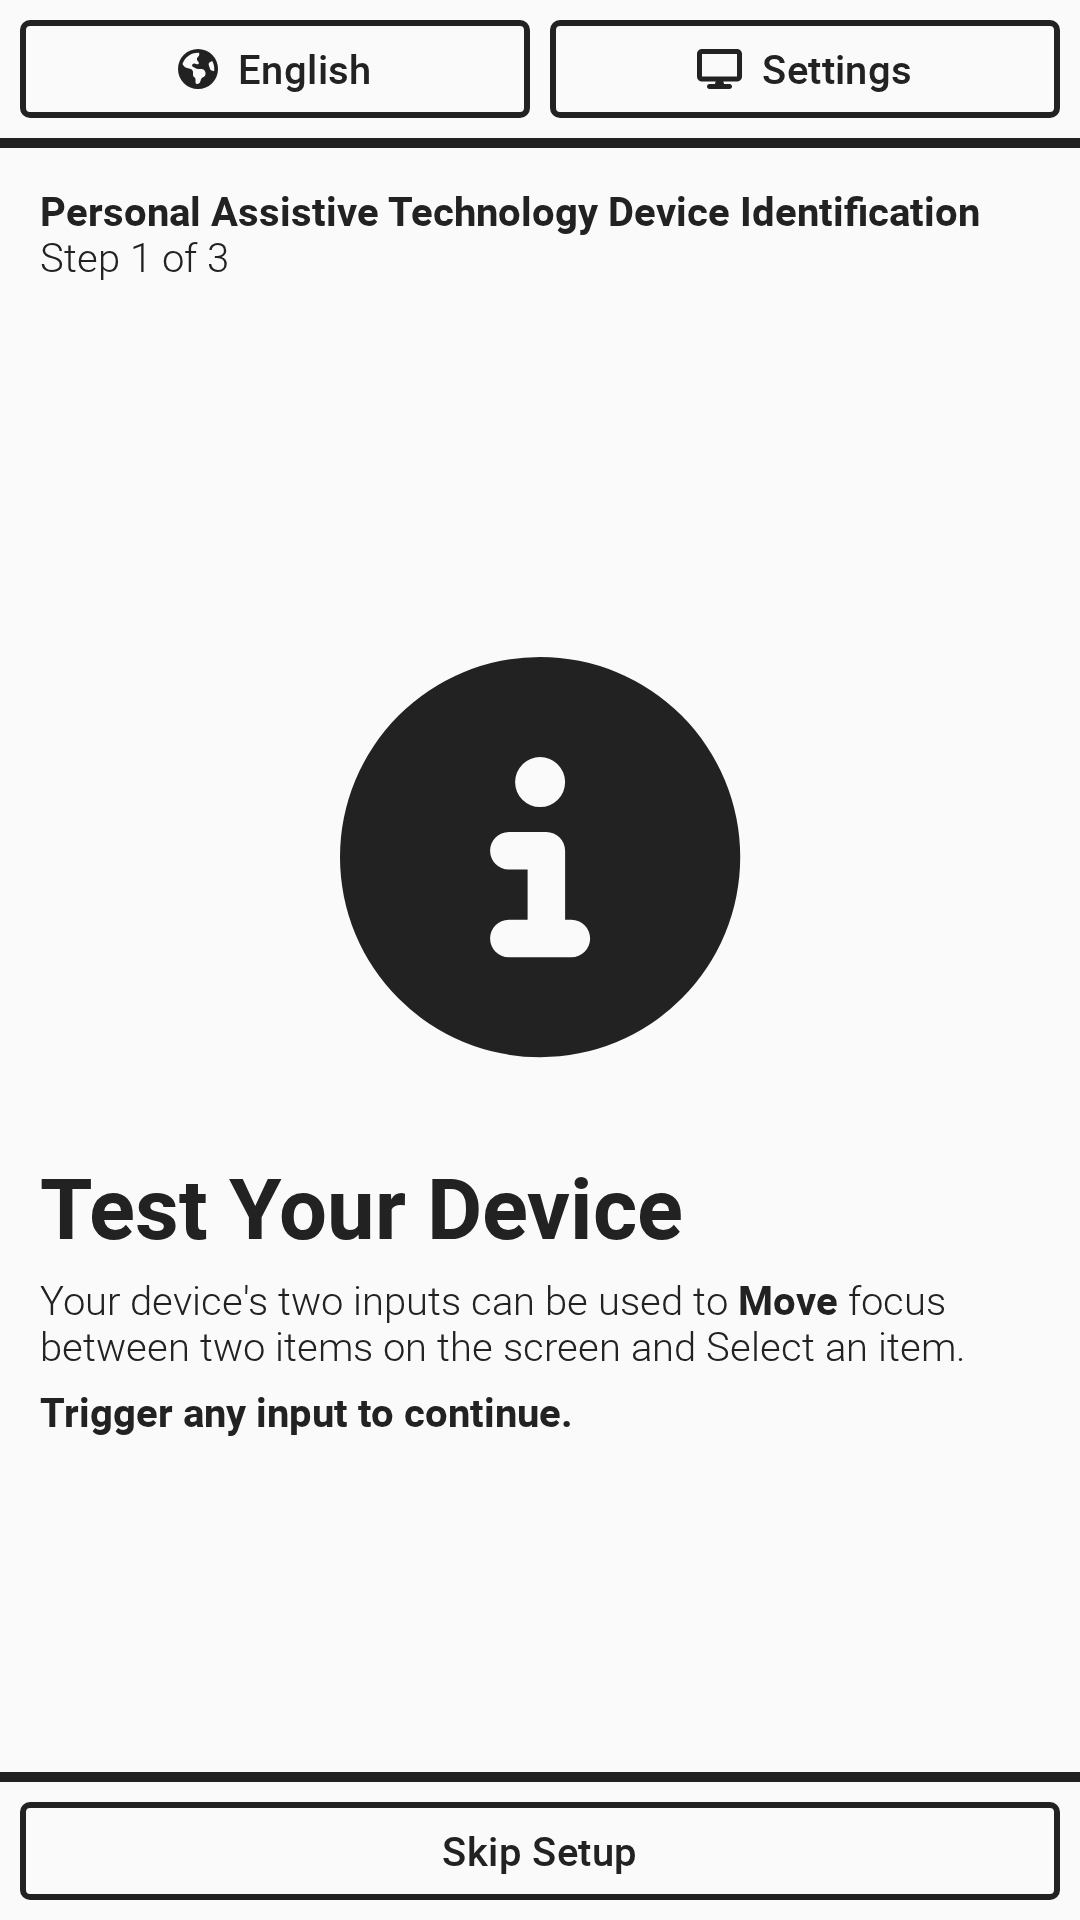 English
Settings
Personal Assistive Technology Device Identification
Step 1 of 3
Test Your Device
Your device's two inputs can be used to Move focus
between two items on the screen and Select an item.
Trigger any input to continue.
Skip Setup